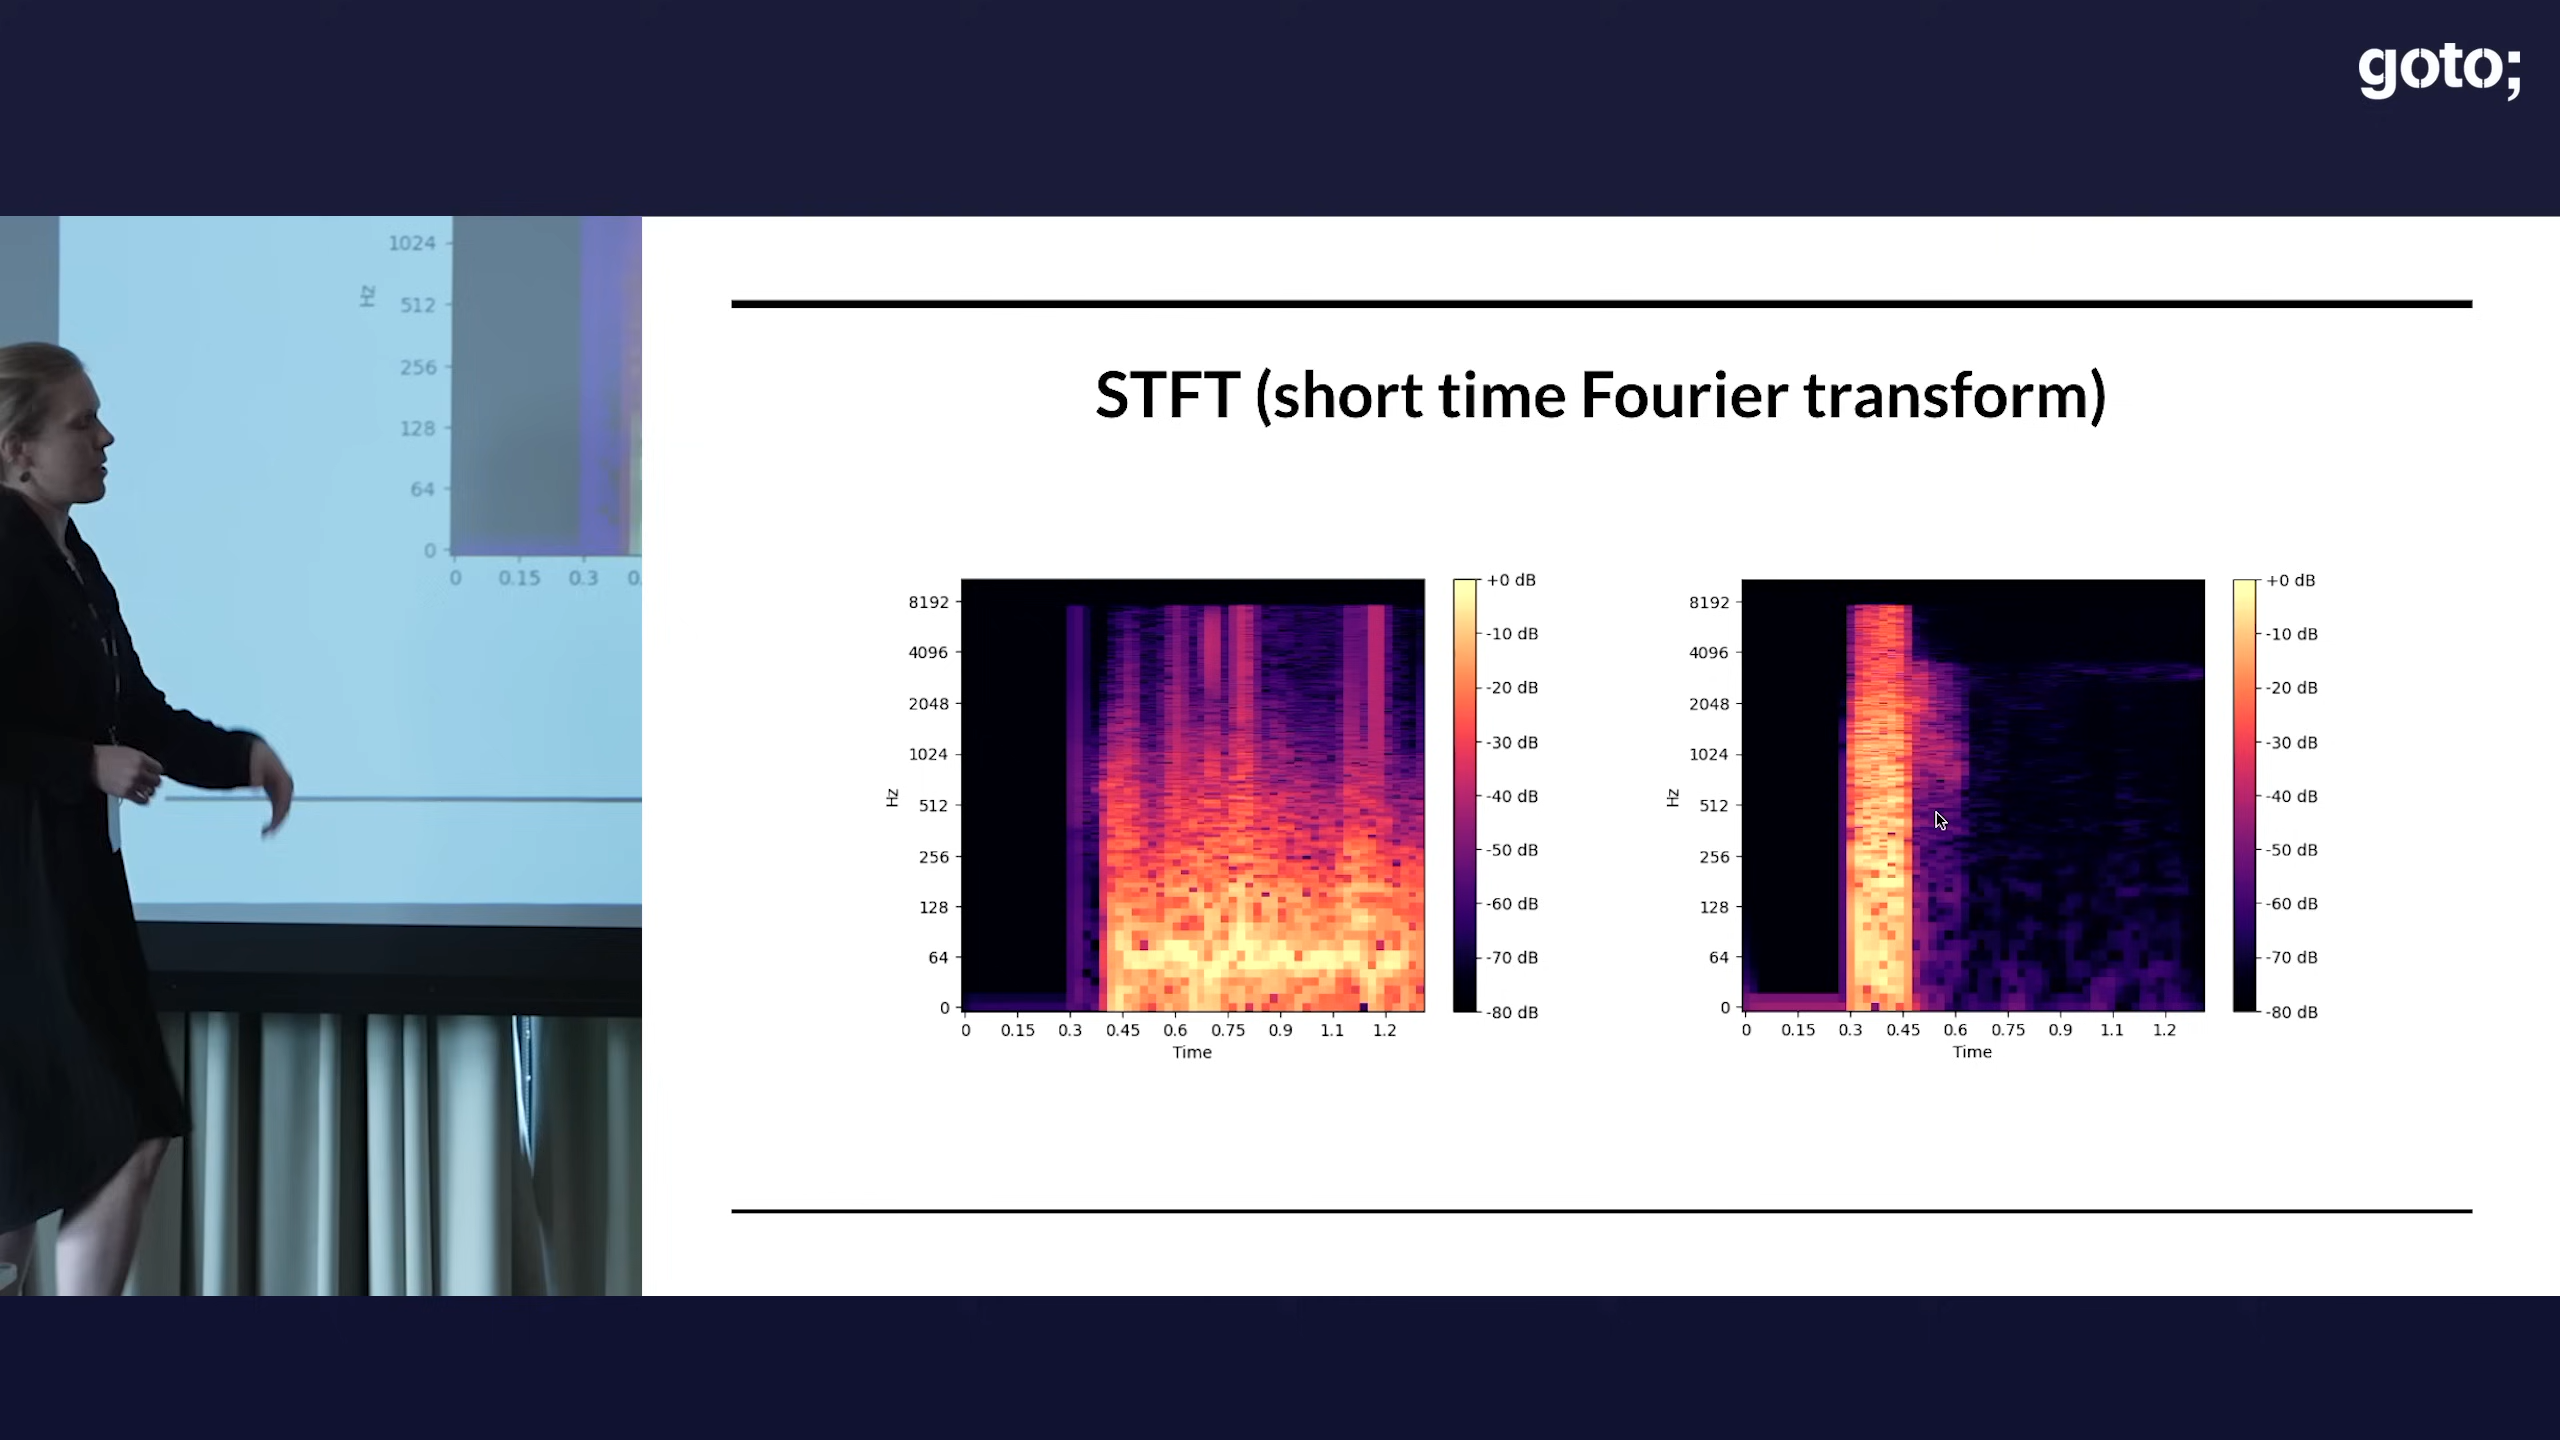 goto;
1024
Hz
512
256
128
64
0
0 0.15 0.3 0.
STFT (short time Fourier transform)
8192
4096
2048
1024
Hz
512
256
128
64
0
0 0.15 0.3 0.45 0.6 0.75 0.9 1.1 1.2
Time
+0 dB
-10 dB
-20 dB
-30 dB
-40 dB
-50 dB
-60 dB
-70 dB
-80 dB
8192
4096
2048
1024
Hz
512
256
128
64
0
0 0.15 0.3 0.45 0.6 0.75 0.9 1.1 1.2
Time
+0 dB
-10 dB
-20 dB
-30 dB
-40 dB
-50 dB
-60 dB
-70 dB
-80 dB